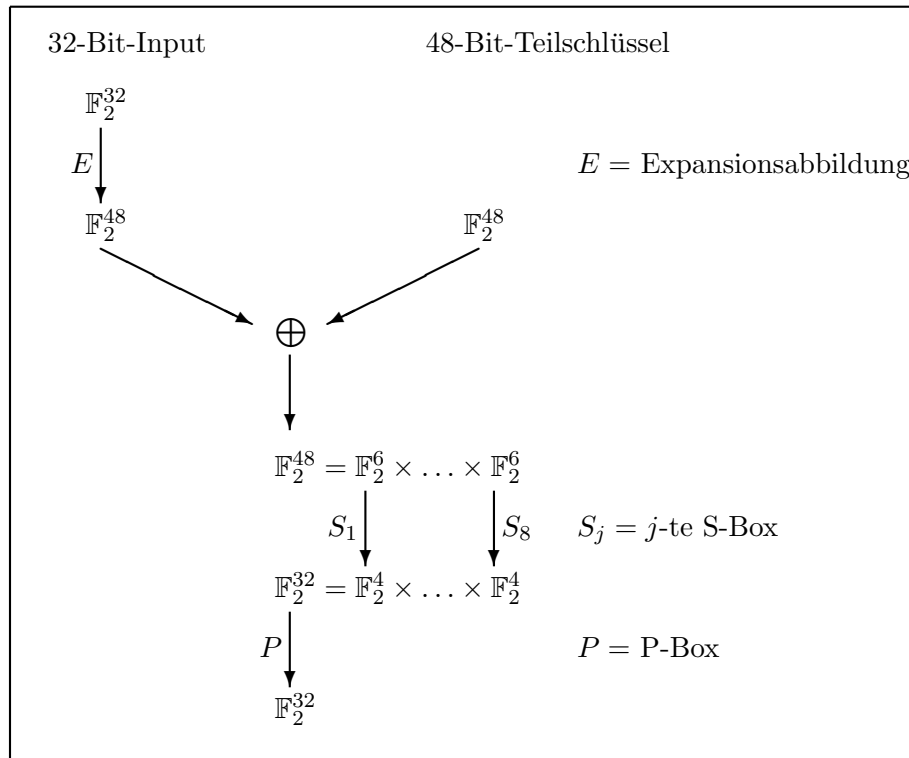 32-Bit-Input 48-Bit-Teilschlüssel
𝔽₂³²
E E = Expansionsabbildung
𝔽₂⁴⁸ 𝔽₂⁴⁸
⊕
𝔽₂⁴⁸ = 𝔽₂⁶ × … × 𝔽₂⁶
S₁ S₈ Sⱼ = j-te S-Box
𝔽₂³² = 𝔽₂⁴ × … × 𝔽₂⁴
P P = P-Box
𝔽₂³²